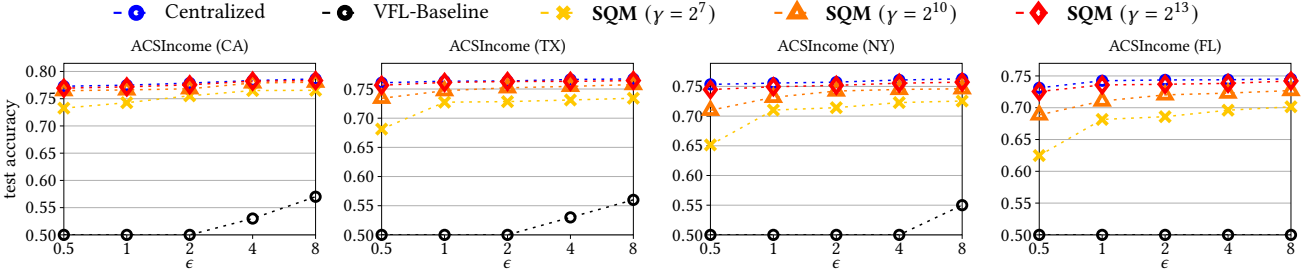 Centralized VFL-Baseline SQM (γ = 2^7) SQM (γ = 2^10) SQM (γ = 2^13)
ACSIncome (CA) ACSIncome (TX) ACSIncome (NY) ACSIncome (FL)
test accuracy
0.80
0.75
0.70
0.65
0.60
0.55
0.50
0.5 1 2 4 8
ϵ
0.75
0.70
0.65
0.60
0.55
0.50
0.5 1 2 4 8
ϵ
0.75
0.70
0.65
0.60
0.55
0.50
0.5 1 2 4 8
ϵ
0.75
0.70
0.65
0.60
0.55
0.50
0.5 1 2 4 8
ϵ